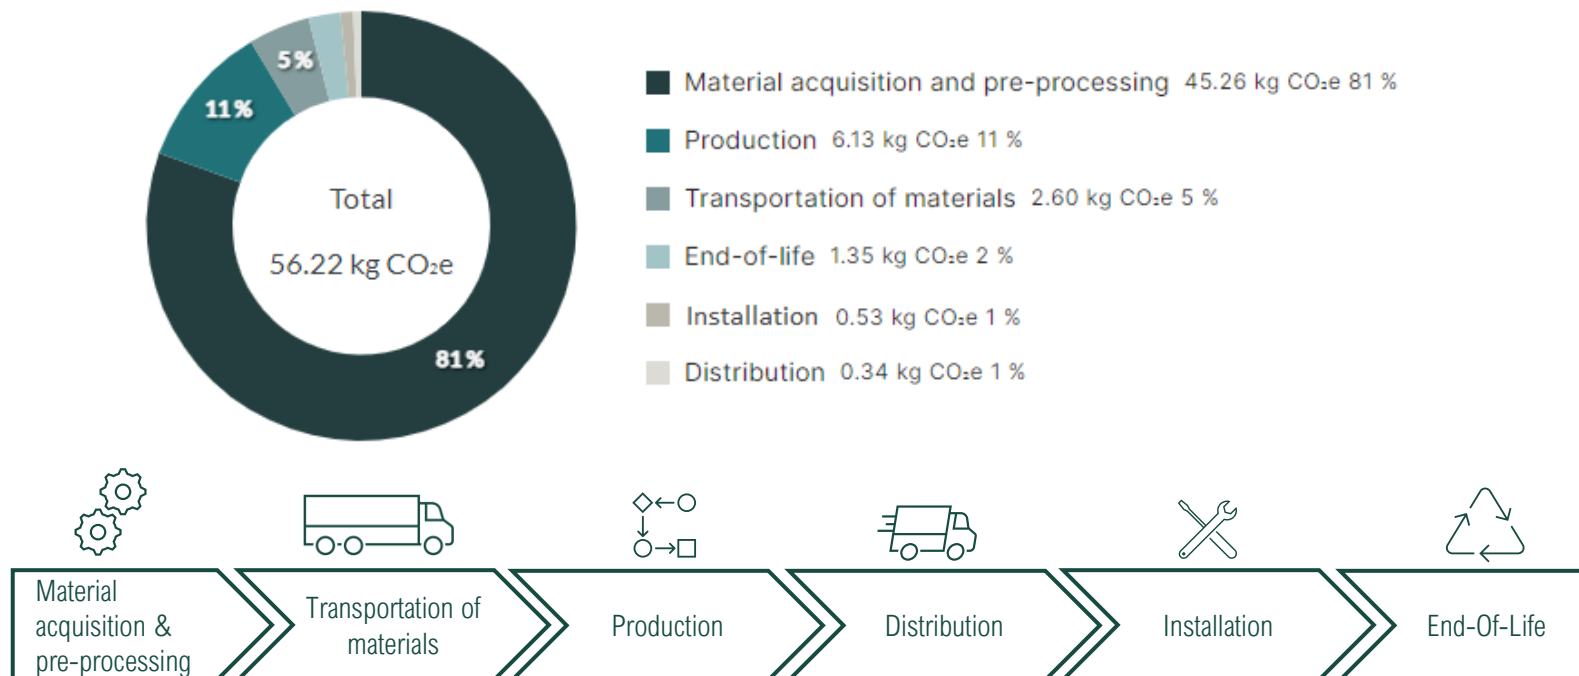 5%
11%
Total
56.22 kg CO₂e
81%
Material acquisition and pre-processing 45.26 kg CO₂e 81 %
Production 6.13 kg CO₂e 11 %
Transportation of materials 2.60 kg CO₂e 5 %
End-of-life 1.35 kg CO₂e 2 %
Installation 0.53 kg CO₂e 1 %
Distribution 0.34 kg CO₂e 1 %
Material
acquisition &
pre-processing
Transportation of
materials
Production
Distribution
Installation
End-Of-Life